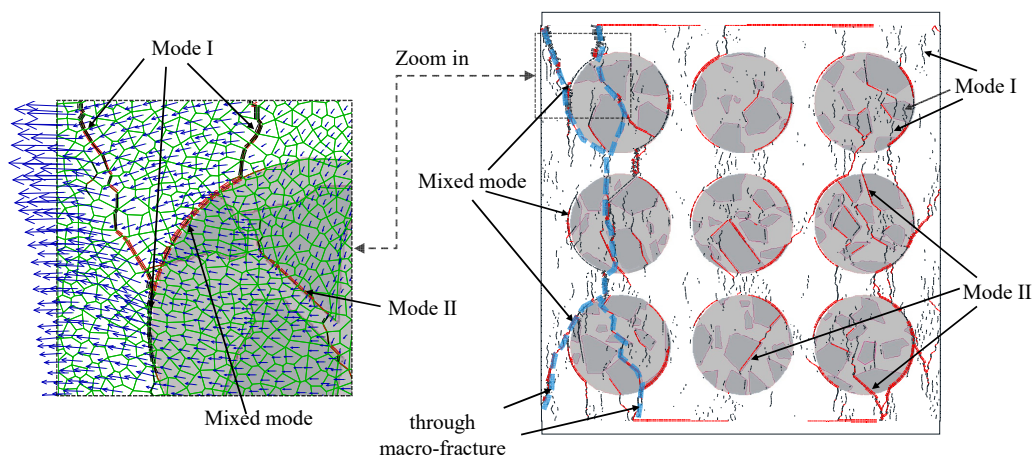 Mode I
Zoom in
Mode I
Mixed mode
Mode II
Mode II
Mixed mode
through
macro-fracture